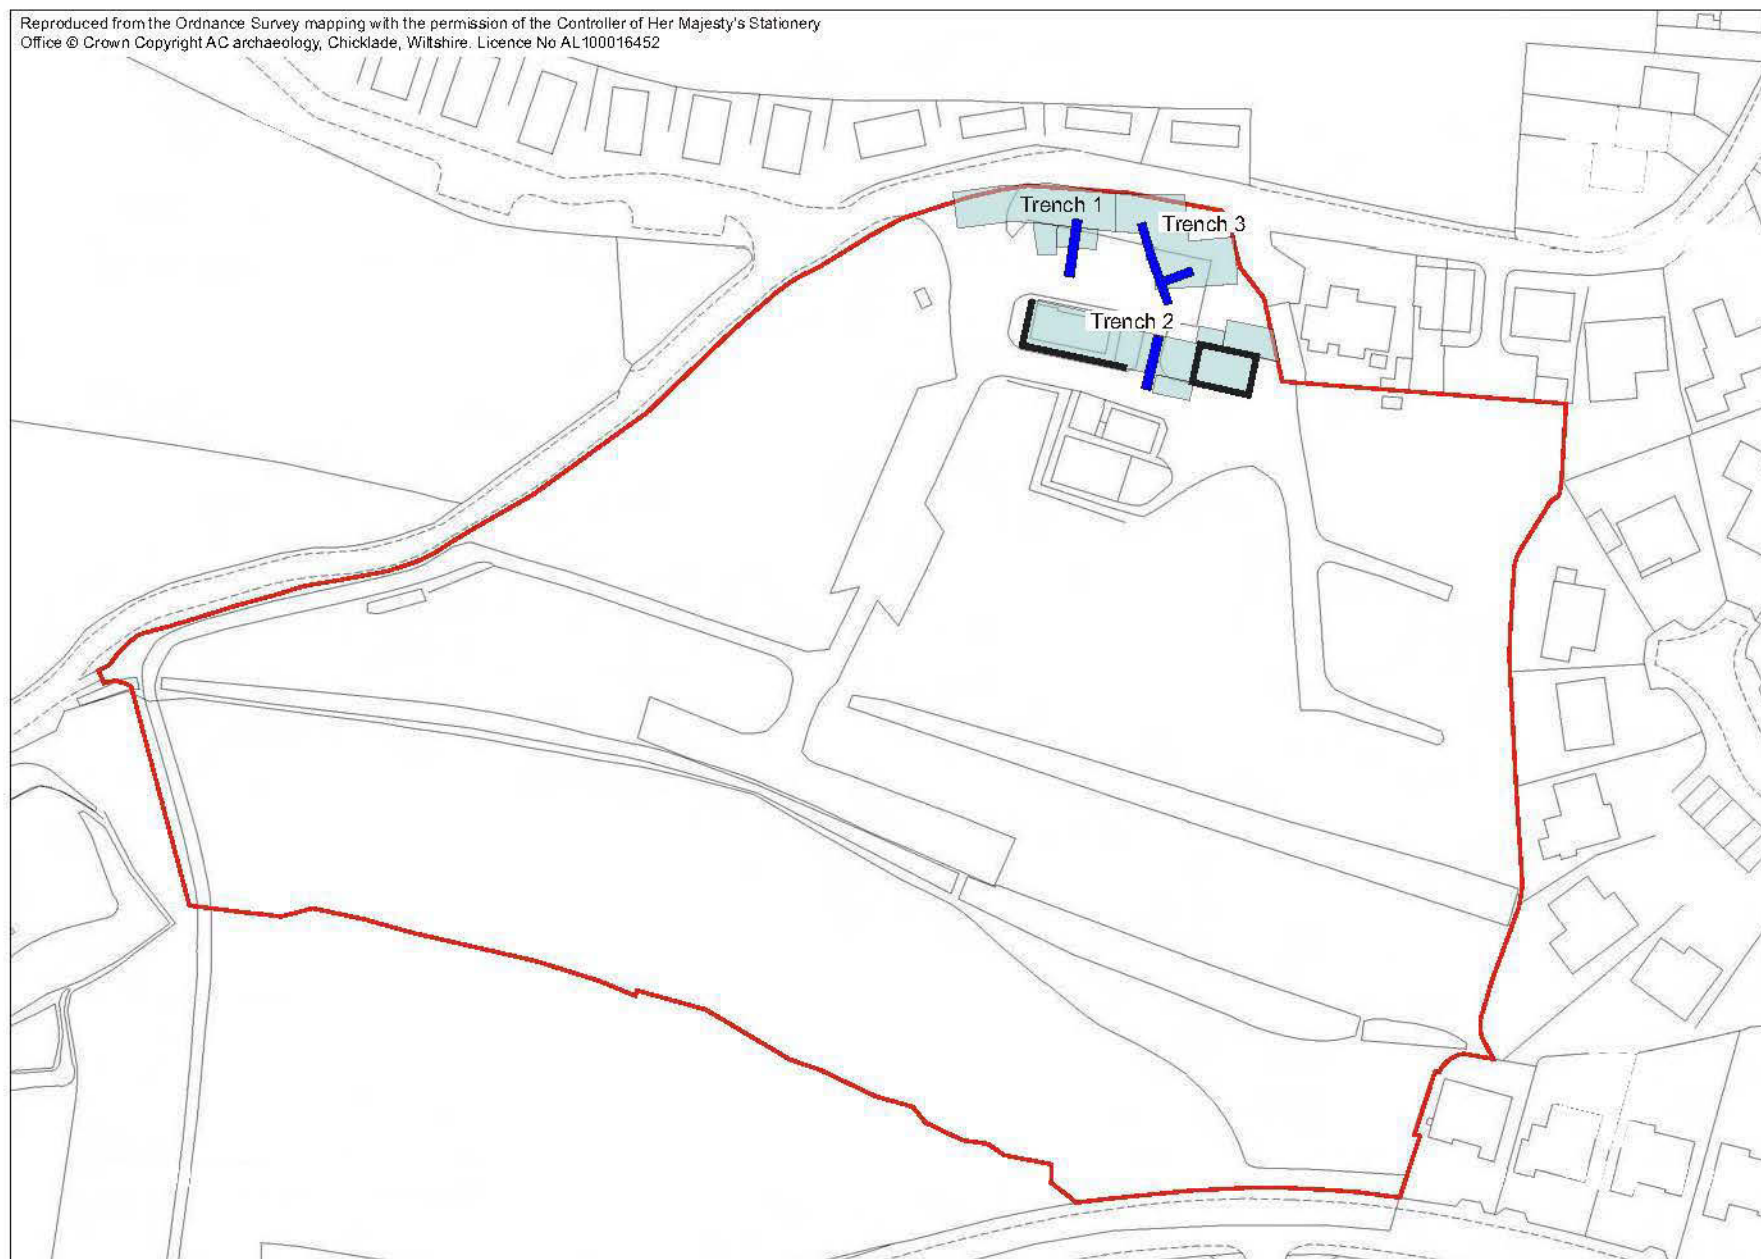 Reproduced from the Ordnance Survey mapping with the permission of the Controller of Her Majesty's Stationery
Office © Crown Copyright AC archaeology, Chicklade, Wiltshire. Licence No AL100016452
Trench 1
Trench 3
Trench 2